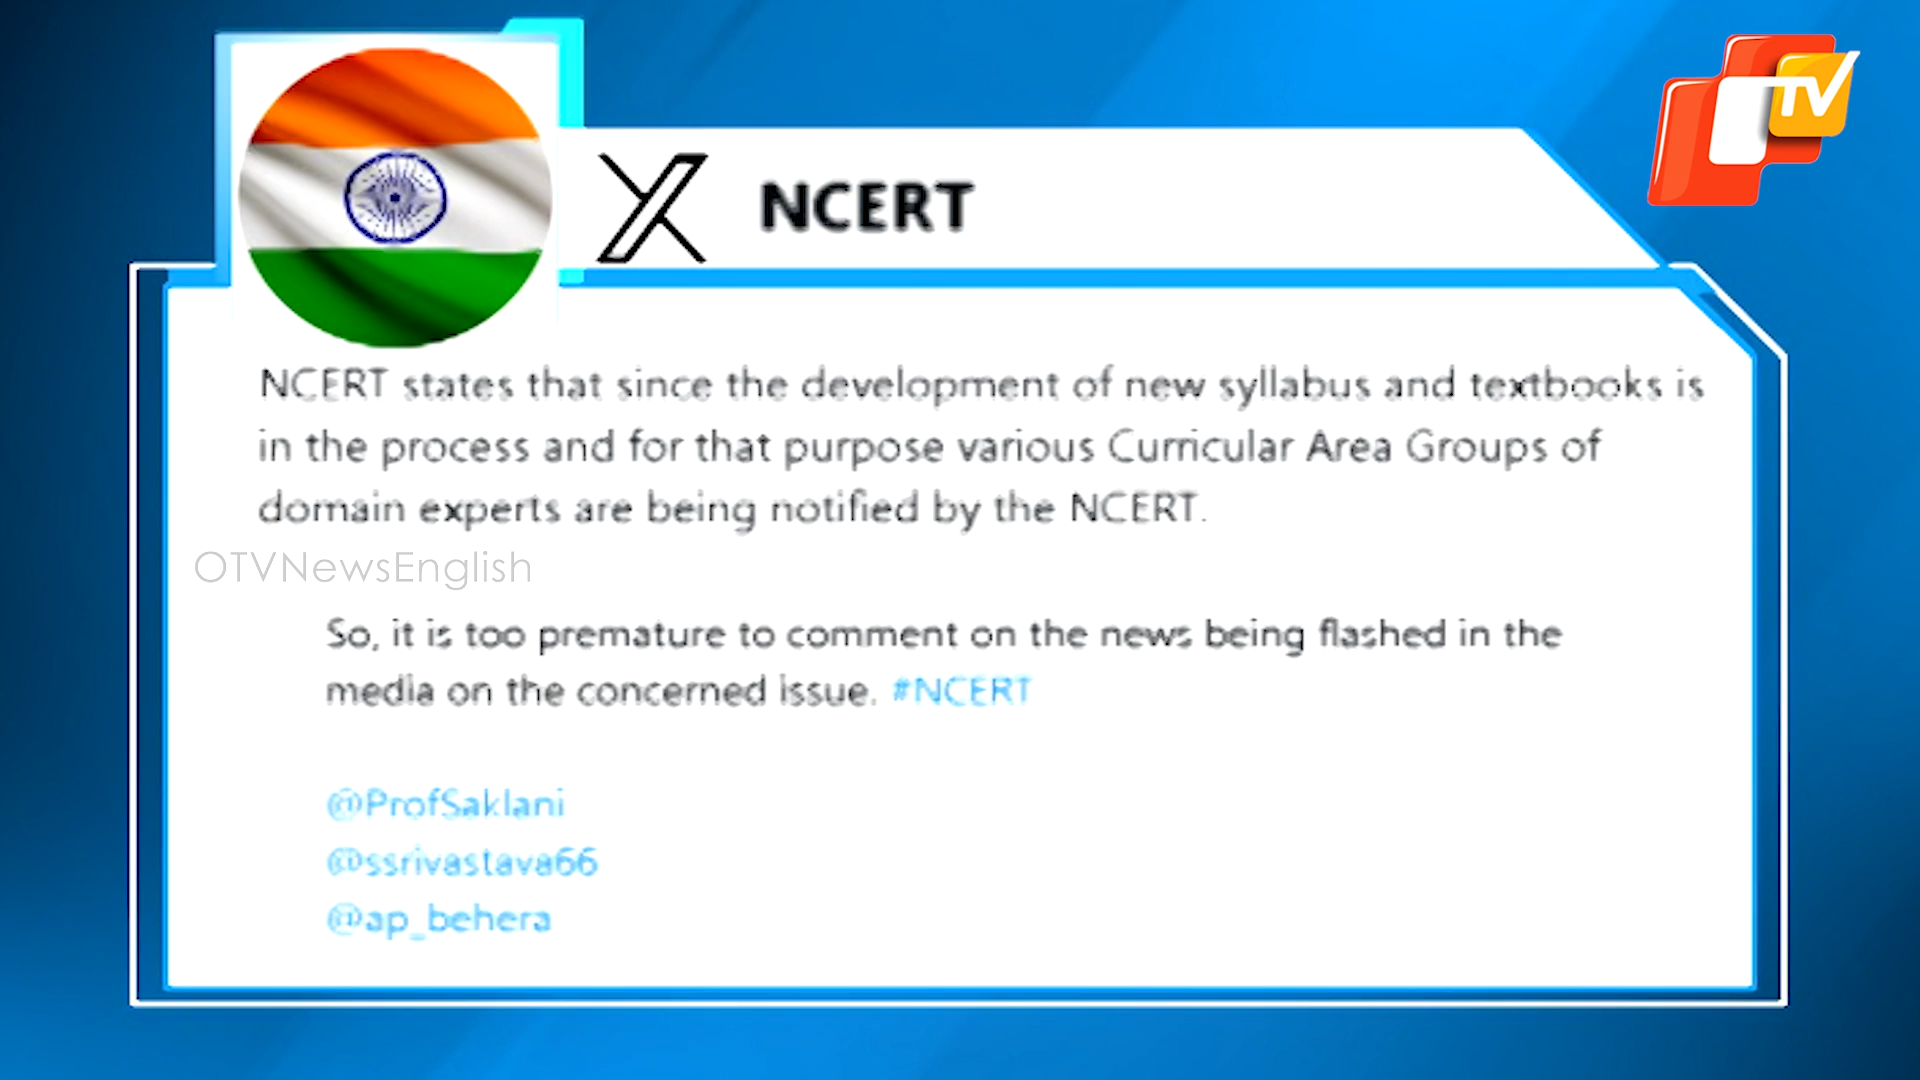 TV
NCERT
NCERT states that since the development of new syllabus and textbooks is
in the process and for that purpose various Curricular Area Groups of
domain experts are being notified by the NCERT.
OTVNewsEnglish
So, it is too premature to comment on the news being flashed in the
media on the concerned issue. #NCERT
@ProfSaklani
@ssrivastava66
@ap_behera